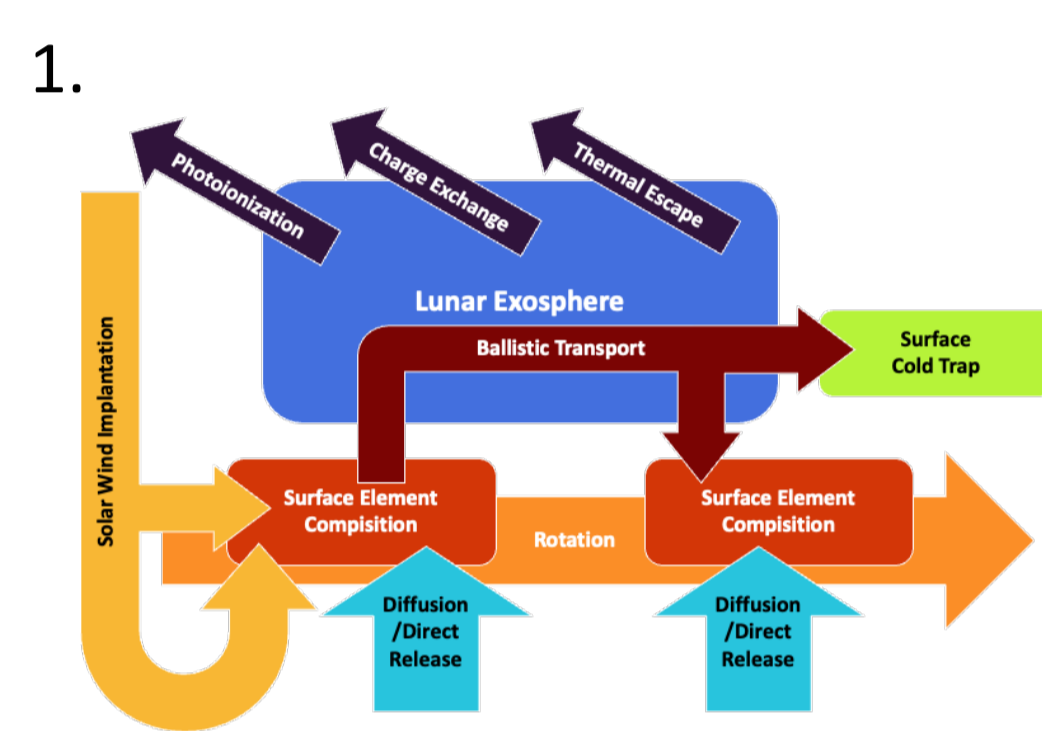 1.
Photoionization
Charge Exchange
Thermal Escape
Lunar Exosphere
Ballistic Transport
Surface
Cold Trap
Solar Wind Implantation
Surface Element
Compisition
Surface Element
Compisition
Rotation
Diffusion
/Direct
Release
Diffusion
/Direct
Release